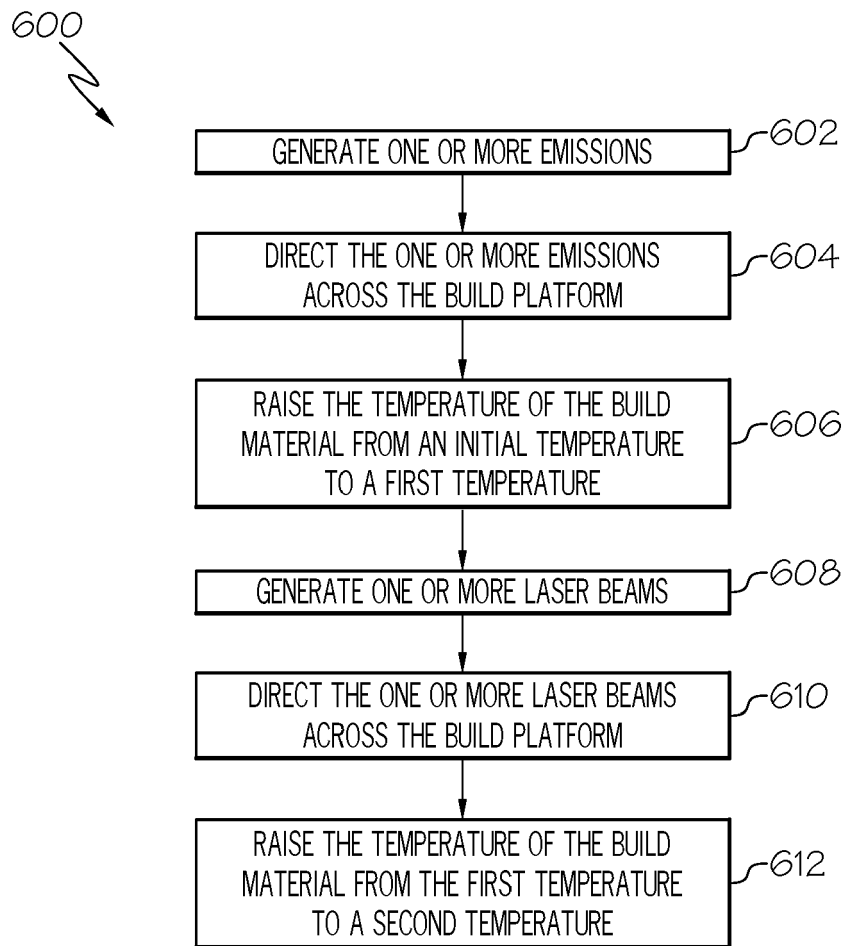 600
GENERATE ONE OR MORE EMISSIONS
602
DIRECT THE ONE OR MORE EMISSIONS
ACROSS THE BUILD PLATFORM
604
RAISE THE TEMPERATURE OF THE BUILD
MATERIAL FROM AN INITIAL TEMPERATURE
TO A FIRST TEMPERATURE
606
GENERATE ONE OR MORE LASER BEAMS
608
DIRECT THE ONE OR MORE LASER BEAMS
ACROSS THE BUILD PLATFORM
610
RAISE THE TEMPERATURE OF THE BUILD
MATERIAL FROM THE FIRST TEMPERATURE
TO A SECOND TEMPERATURE
612